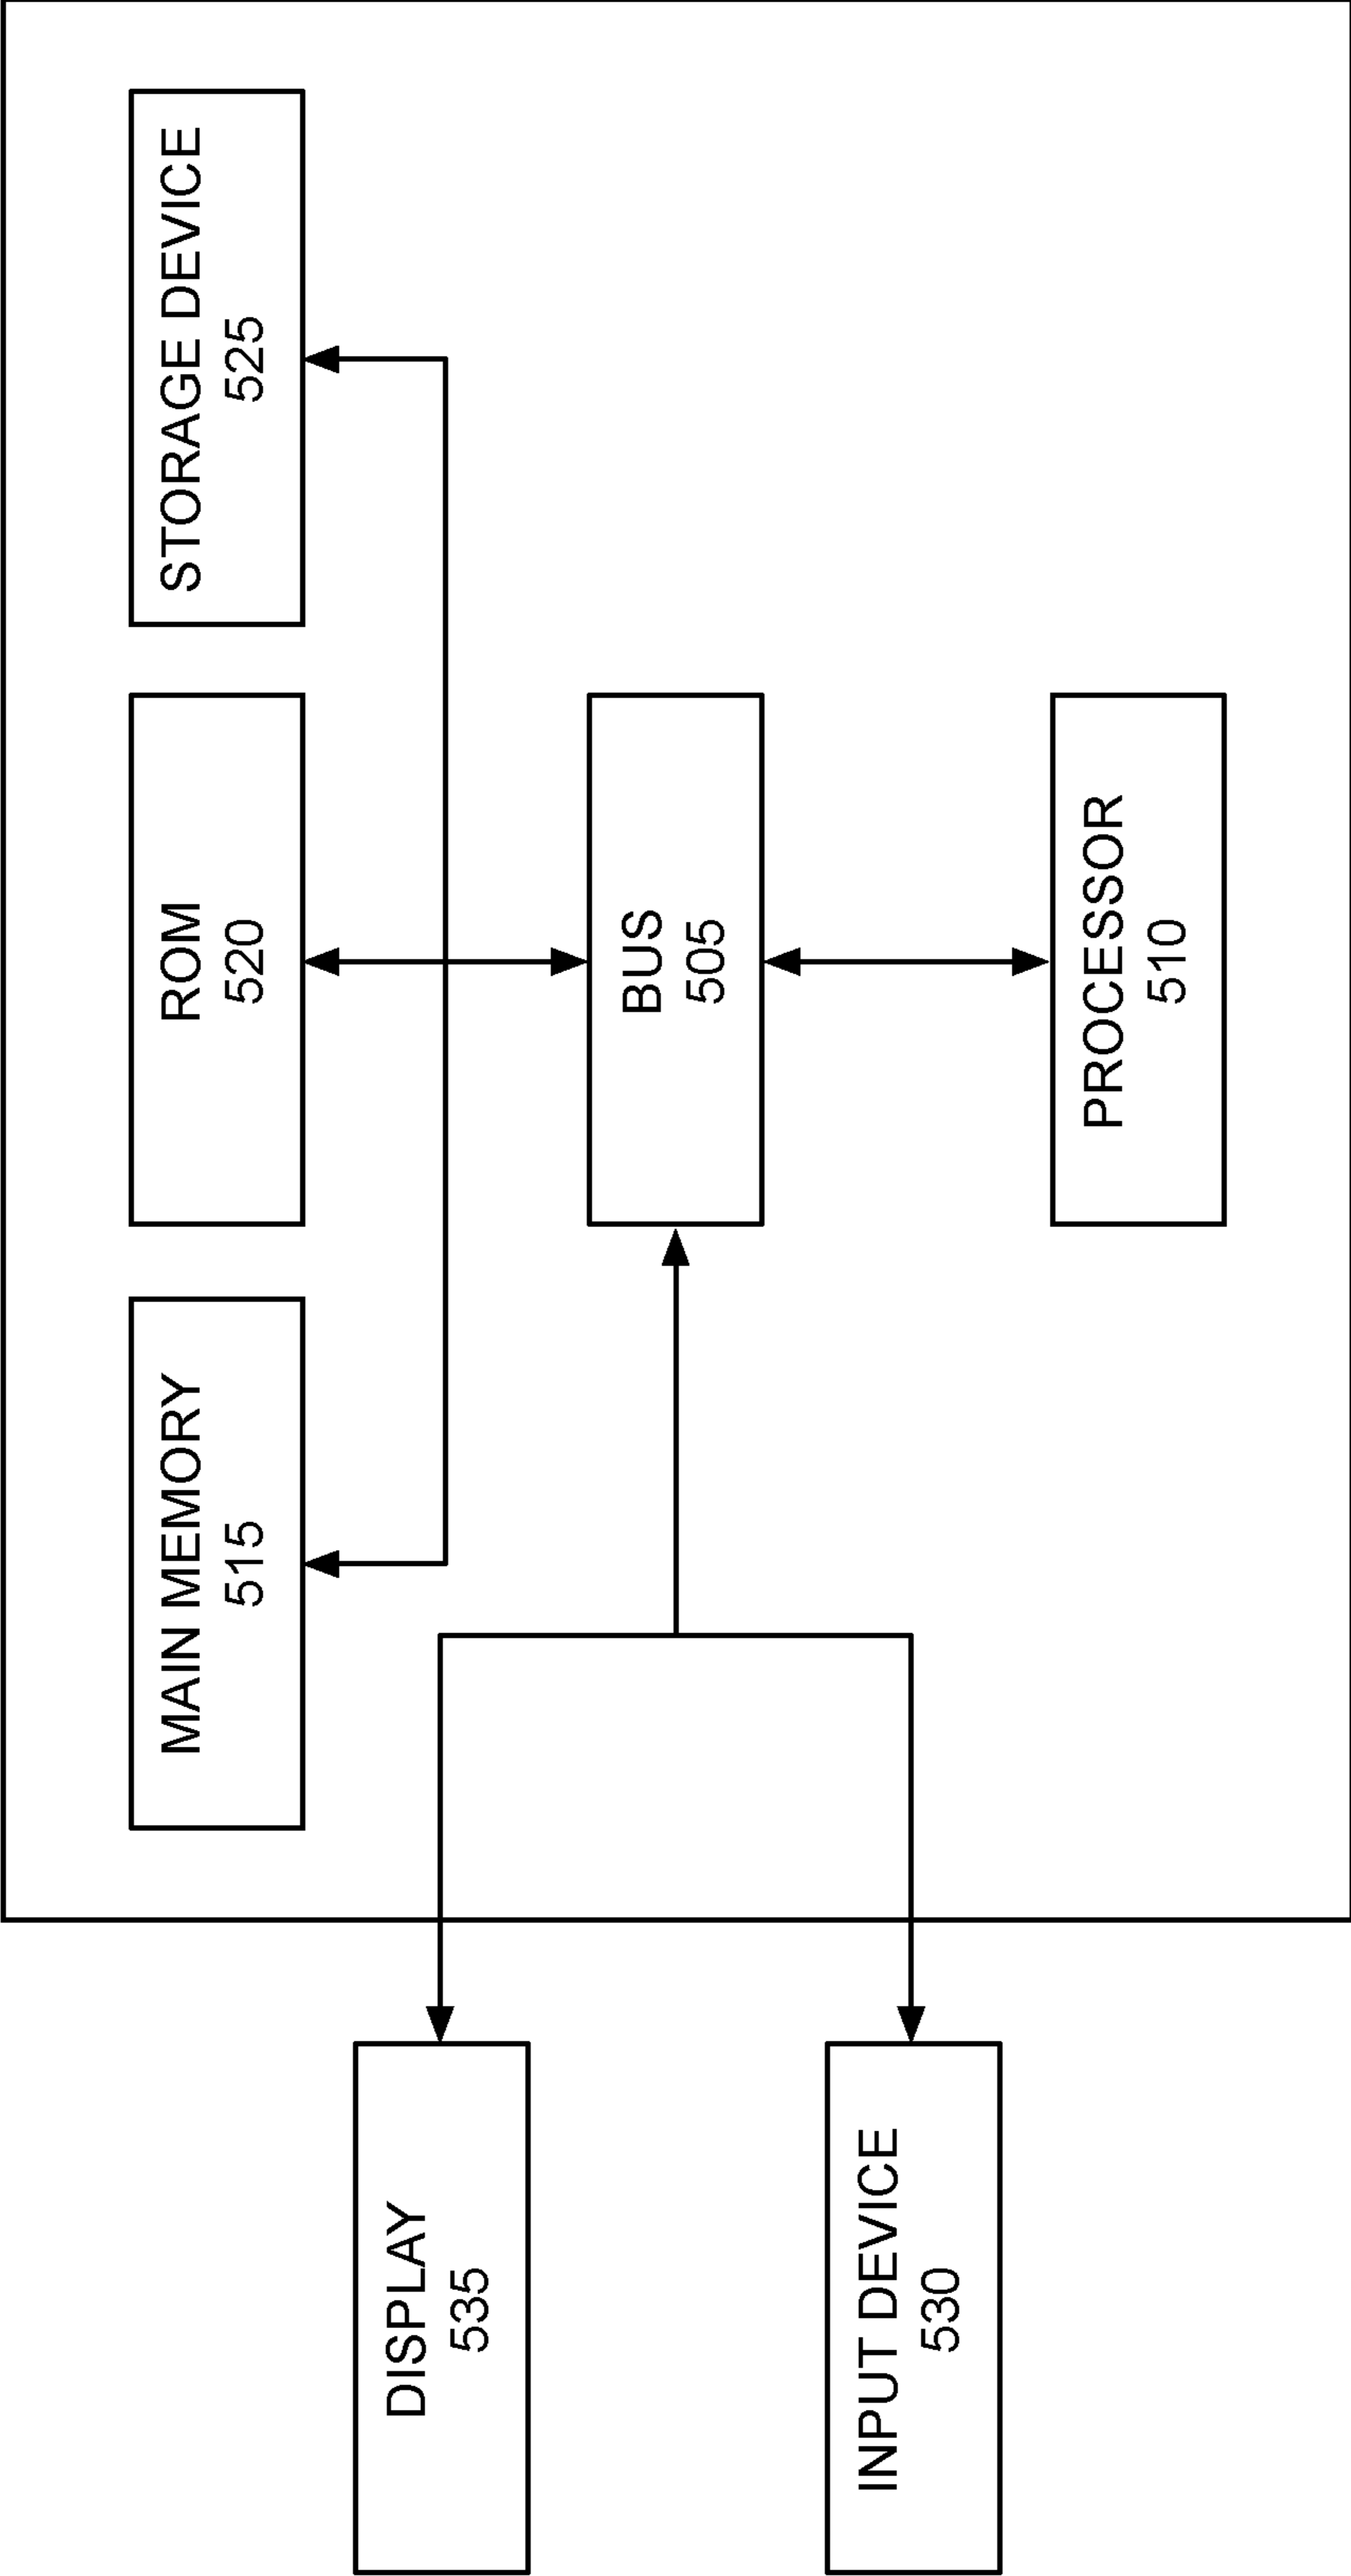 MAIN MEMORY
515
ROM
520
STORAGE DEVICE
525
DISPLAY
535
BUS
505
INPUT DEVICE
530
PROCESSOR
510